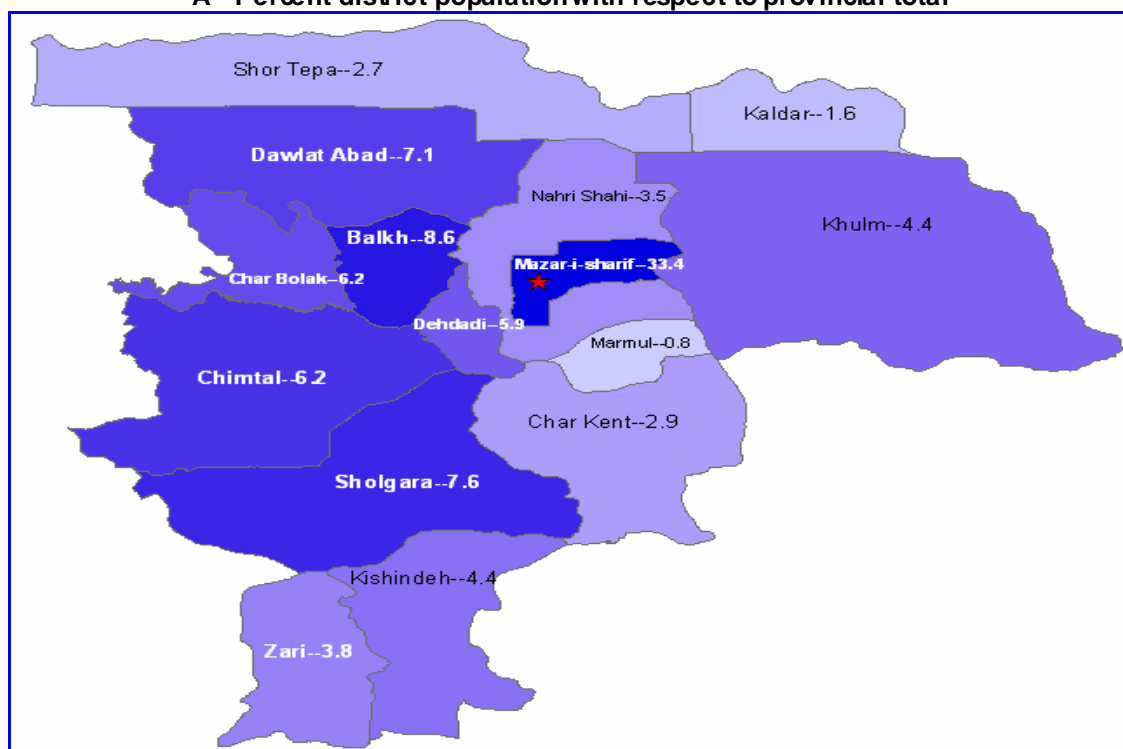 A - Percent district population with respect to provincial total
Shor Tepa--2.7
Kaldar--1.6
Dawlat Abad--7.1
Nahri Shahi--3.5
Khulm--4.4
Balkh--8.6
Mazar-i-sharif--33.4
Char Bolak--6.2
Dehdadi--5.9
Marmul--0.8
Chimtal--6.2
Char Kent--2.9
Sholgara--7.6
Kishindeh--4.4
Zari--3.8